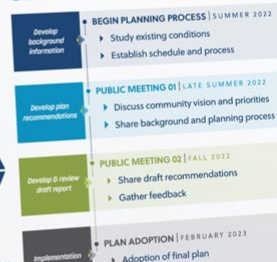 Develop
background
information
BEGIN PLANNING PROCESS | SUMMER 2022
Study existing conditions
Establish schedule and process
Develop plan
recommendations
PUBLIC MEETING 01 | LATE SUMMER 2022
Discuss community vision and priorities
Share background and planning process
Develop & review
draft report
PUBLIC MEETING 02 | FALL 2022
Share draft recommendations
Gather feedback
Implementation
PLAN ADOPTION | FEBRUARY 2023
Adoption of final plan